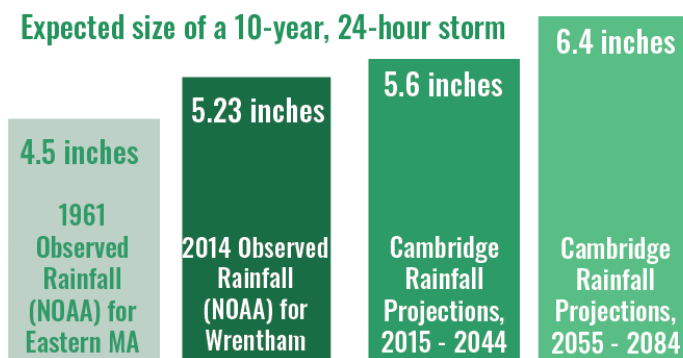 Expected size of a 10-year, 24-hour storm
4.5 inches
1961
Observed
Rainfall
(NOAA) for
Eastern MA
5.23 inches
2014 Observed
Rainfall
(NOAA) for
Wrentham
5.6 inches
Cambridge
Rainfall
Projections,
2015 - 2044
6.4 inches
Cambridge
Rainfall
Projections,
2055 - 2084